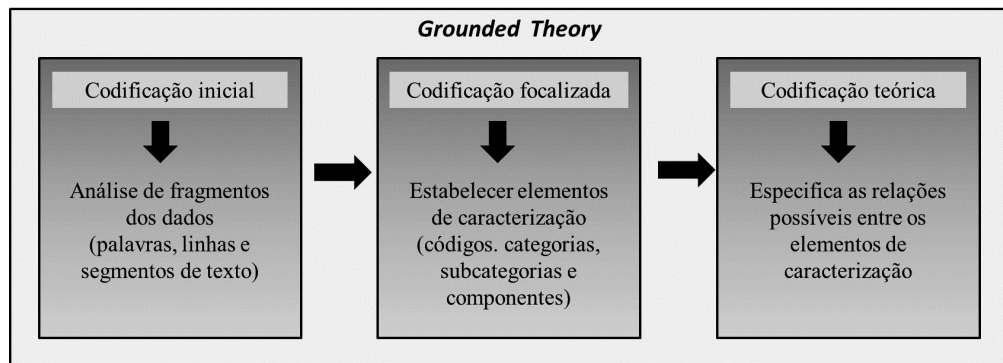 Grounded Theory
Codificação inicial
Análise de fragmentos
dos dados
(palavras, linhas e
segmentos de texto)
Codificação focalizada
Estabelecer elementos
de caracterização
(códigos. categorias,
subcategorias e
componentes)
Codificação teórica
Especifica as relações
possíveis entre os
elementos de
caracterização